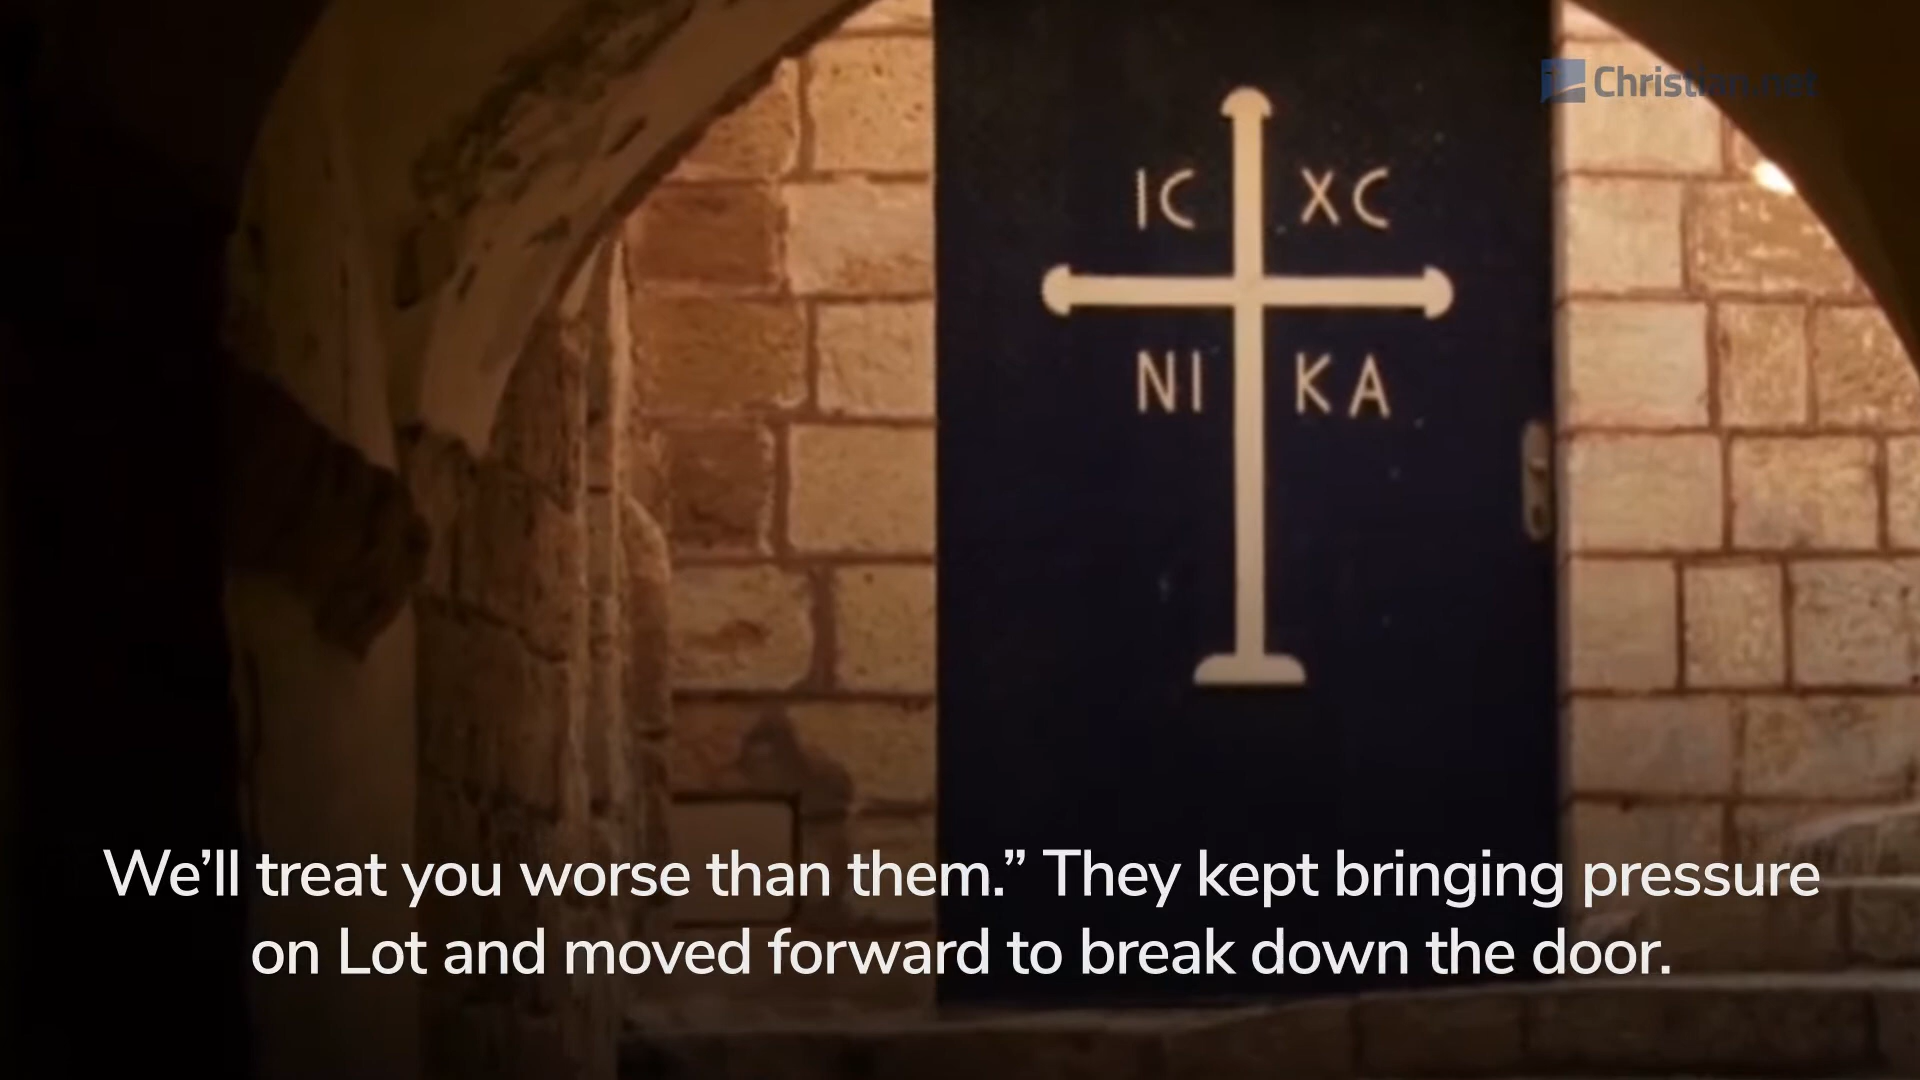 Christian.net
IC XC
NI KA
We’ll treat you worse than them.” They kept bringing pressure
on Lot and moved forward to break down the door.